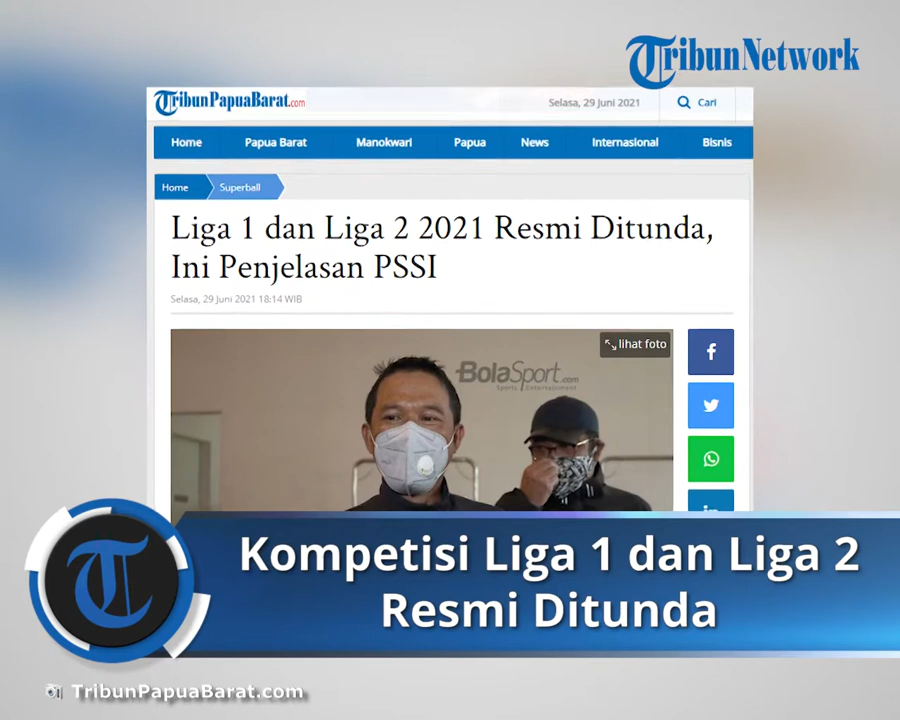 TribunNetwork
TribunPapuaBarat.com
Selasa, 29 Juni 2021
Cari
Home Papua Barat Manokwari Papua News Internasional Bisnis
Home Superball
Liga 1 dan Liga 2 2021 Resmi Ditunda,
Ini Penjelasan PSSI
Selasa, 29 Juni 2021 18:14 WIB
lihat foto
BolaSport.com
Sports Entertainment
Kompetisi Liga 1 dan Liga 2
Resmi Ditunda
TribunPapuaBarat.com